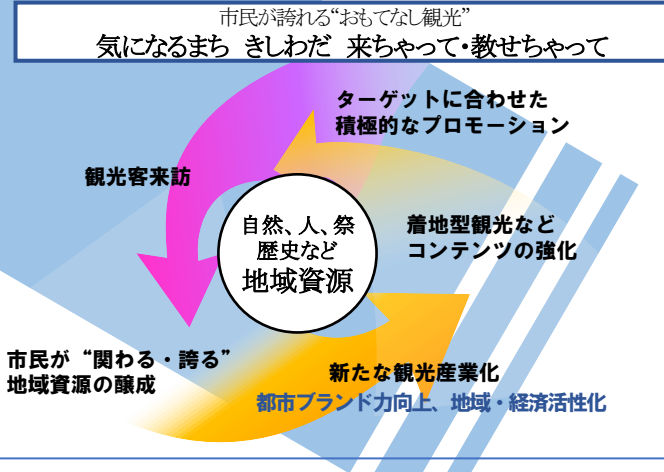 市民が誇れる“おもてなし観光”
気になるまち きしわだ 来ちゃって・教せちゃって
ターゲットに合わせた
積極的なプロモーション
観光客来訪
自然、人、祭
歴史など
地域資源
着地型観光など
コンテンツの強化
市民が“関わる・誇る”
地域資源の醸成
新たな観光産業化
都市ブランド力向上、地域・経済活性化